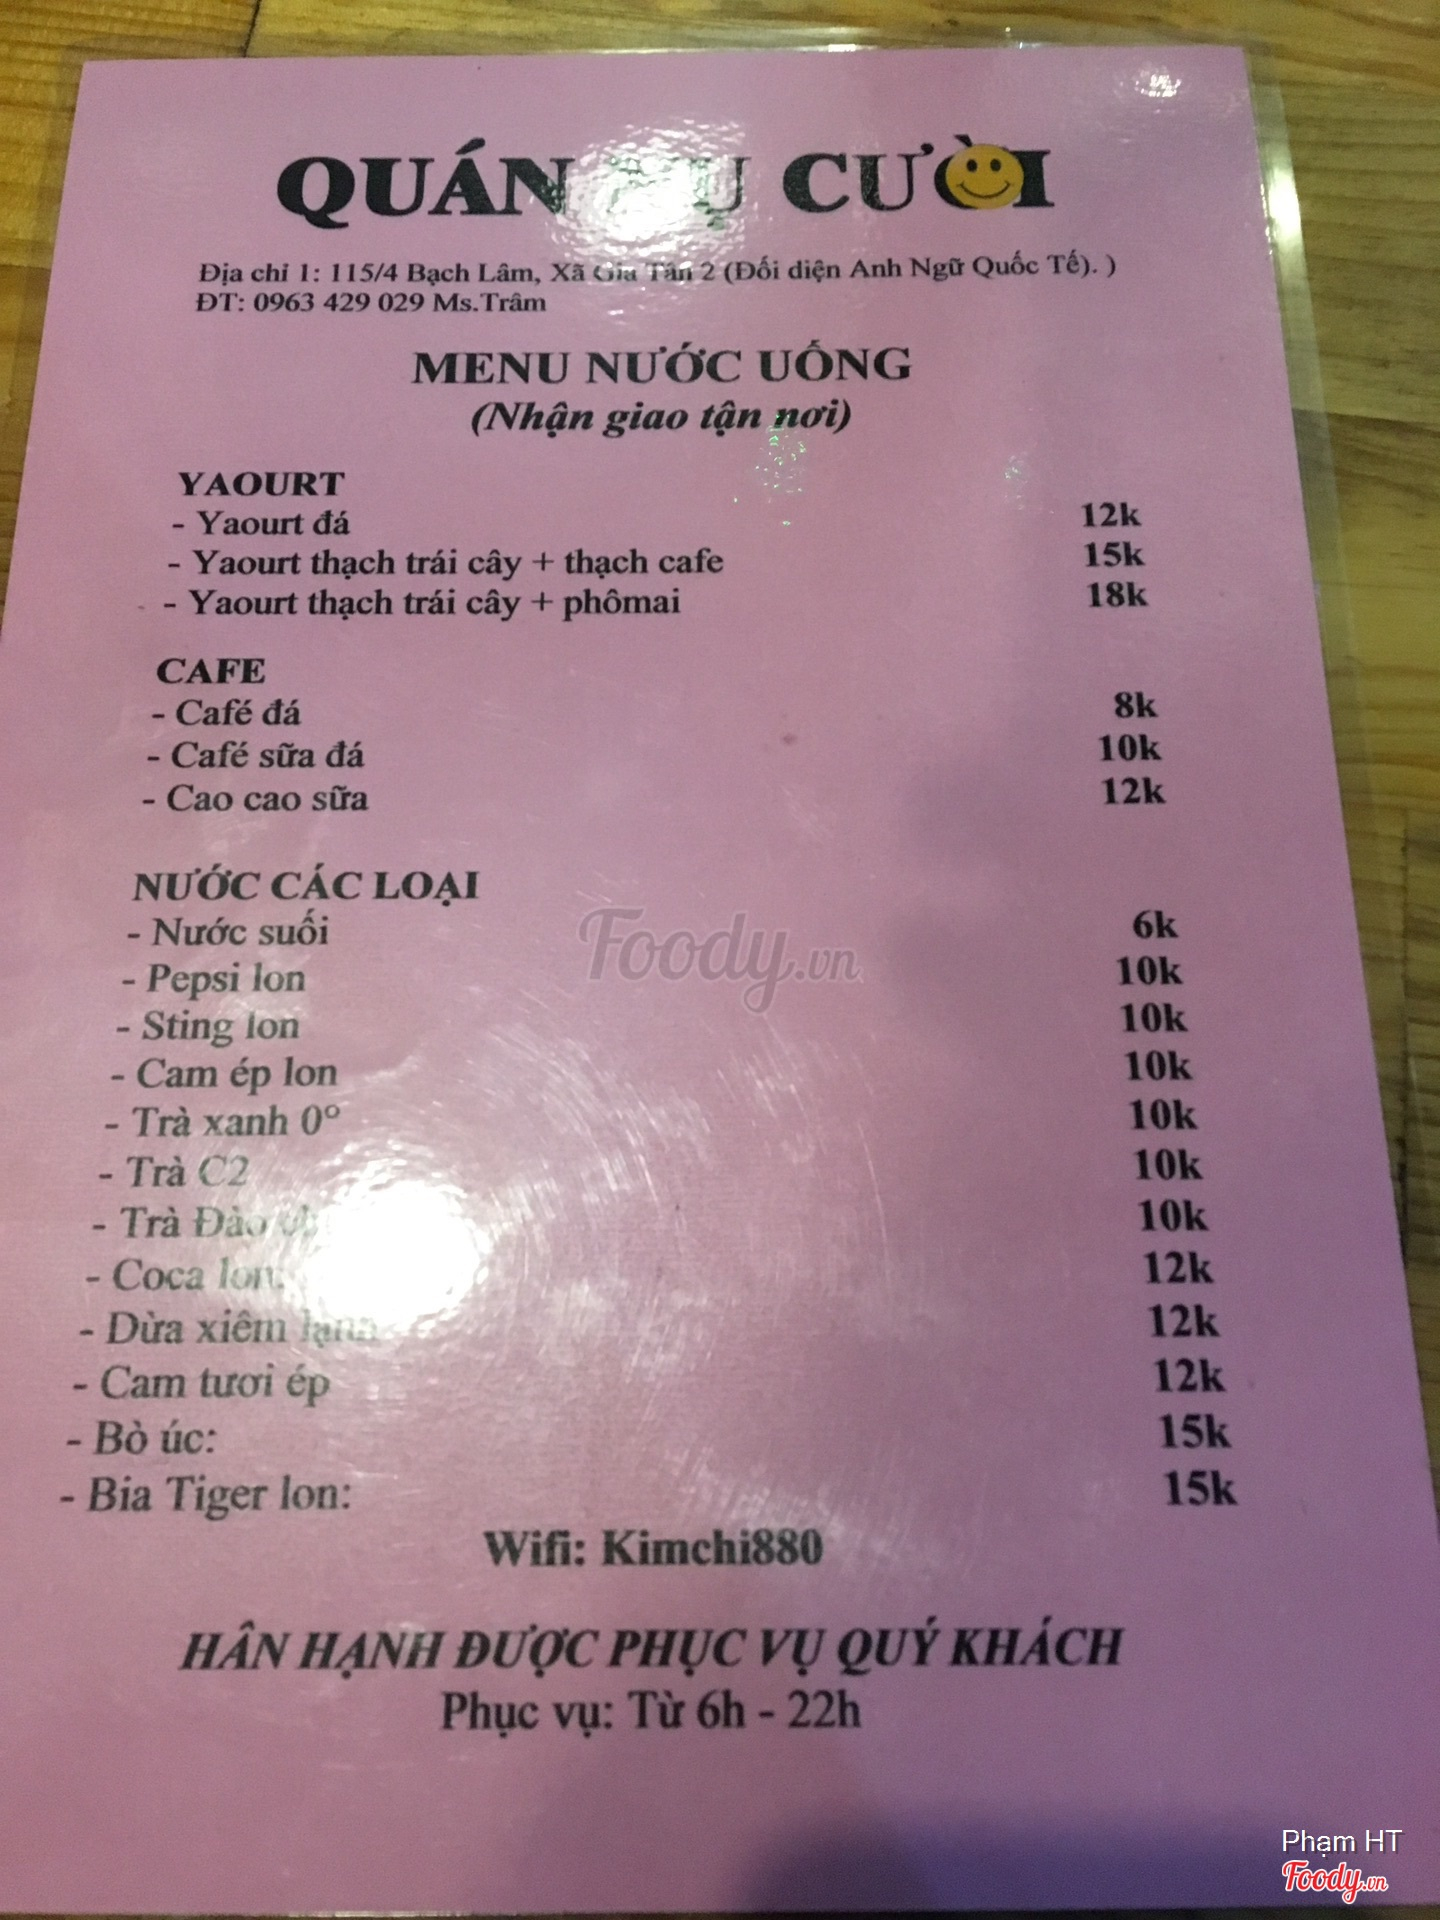 QUÁN CƯỜI
Địa chỉ 1: 115/4 Bạch Lâm, Xã Gia Tân 2 (Đối diện Anh Ngữ Quốc Tế). )
ĐT: 0963 429 029 Ms.Trâm
MENU NƯỚC UỐNG
(Nhận giao tận nơi)
YAOURT
- Yaourt đá 12k
- Yaourt thạch trái cây + thạch cafe 15k
- Yaourt thạch trái cây + phômai 18k
CAFE
- Café đá 8k
- Café sữa đá 10k
- Cao cao sữa 12k
NƯỚC CÁC LOẠI
- Nước suối 6k
- Pepsi lon 10k
- Sting lon 10k
- Cam ép lon 10k
- Trà xanh 0° 10k
- Trà C2 10k
- Trà Đào 10k
- Coca lon 12k
- Dừa xiêm lạnh 12k
- Cam tươi ép 12k
- Bò úc: 15k
- Bia Tiger lon: 15k
Wifi: Kimchi880
HÂN HẠNH ĐƯỢC PHỤC VỤ QUÝ KHÁCH
Phục vụ: Từ 6h - 22h
Foody.vn
Phạm HT
Foody.vn